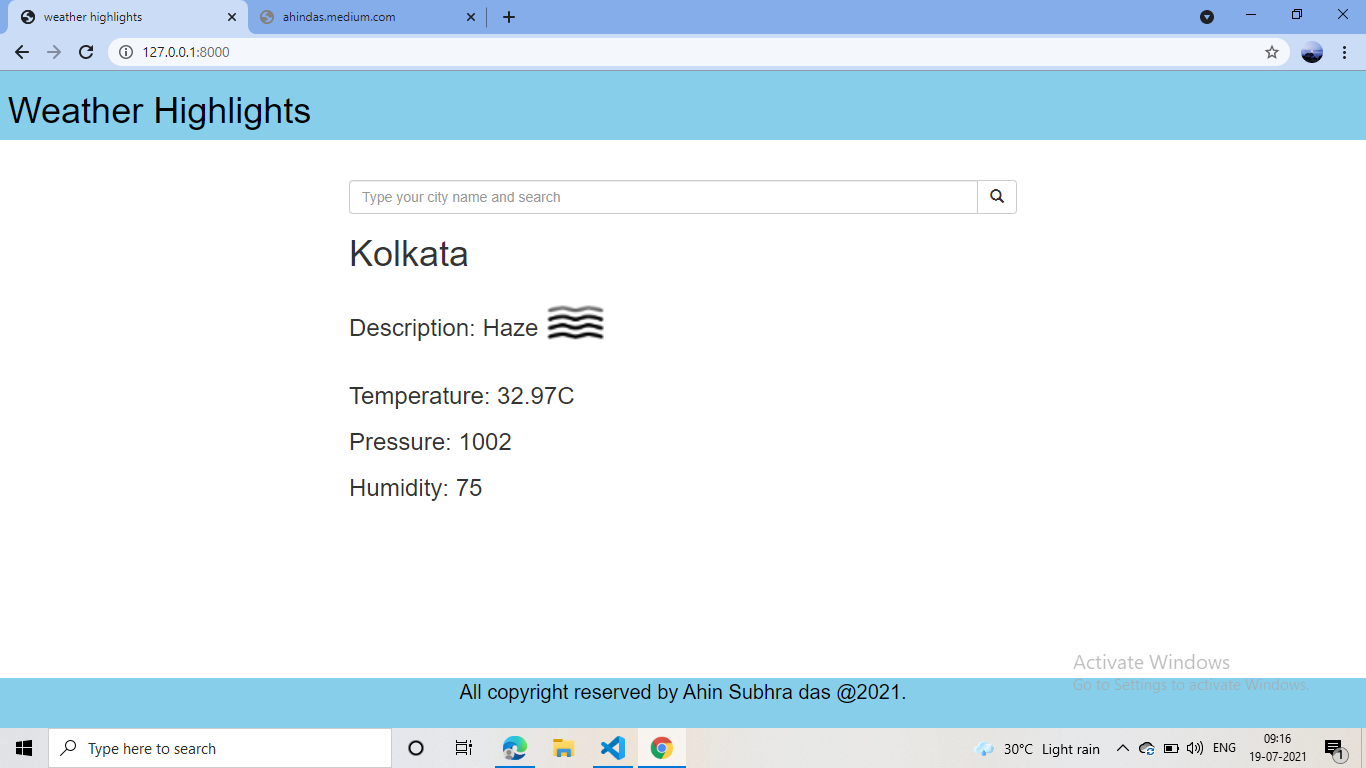 weather highlights
ahindas.medium.com
127.0.0.1:8000
Weather Highlights
Type your city name and search
Kolkata
Description: Haze
Temperature: 32.97C
Pressure: 1002
Humidity: 75
Activate Windows
Go to Settings to activate Windows.
All copyright reserved by Ahin Subhra das @2021.
Type here to search
30°C Light rain
ENG
09:16
19-07-2021
1